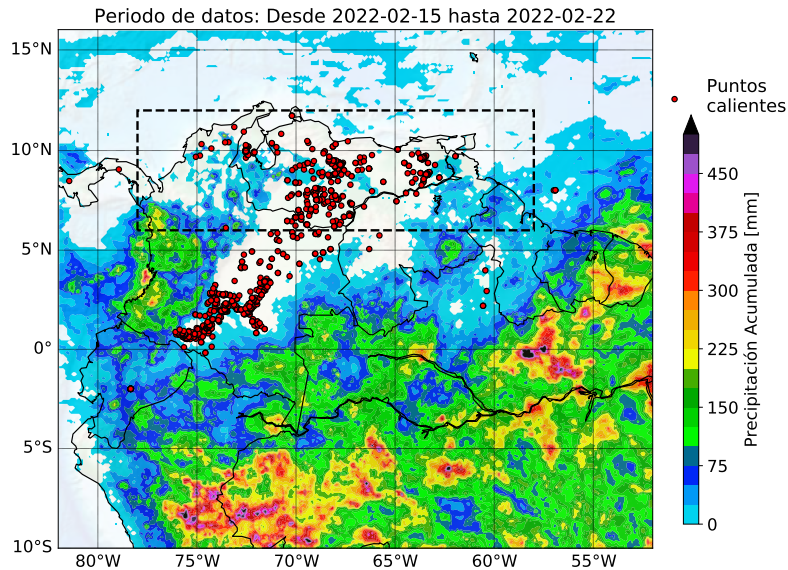 Periodo de datos: Desde 2022-02-15 hasta 2022-02-22
15°N
10°N
5°N
0°
5°S
10°S
80°W
75°W
70°W
65°W
60°W
55°W
Puntos
calientes
450
375
300
225
150
75
0
Precipitación Acumulada [mm]